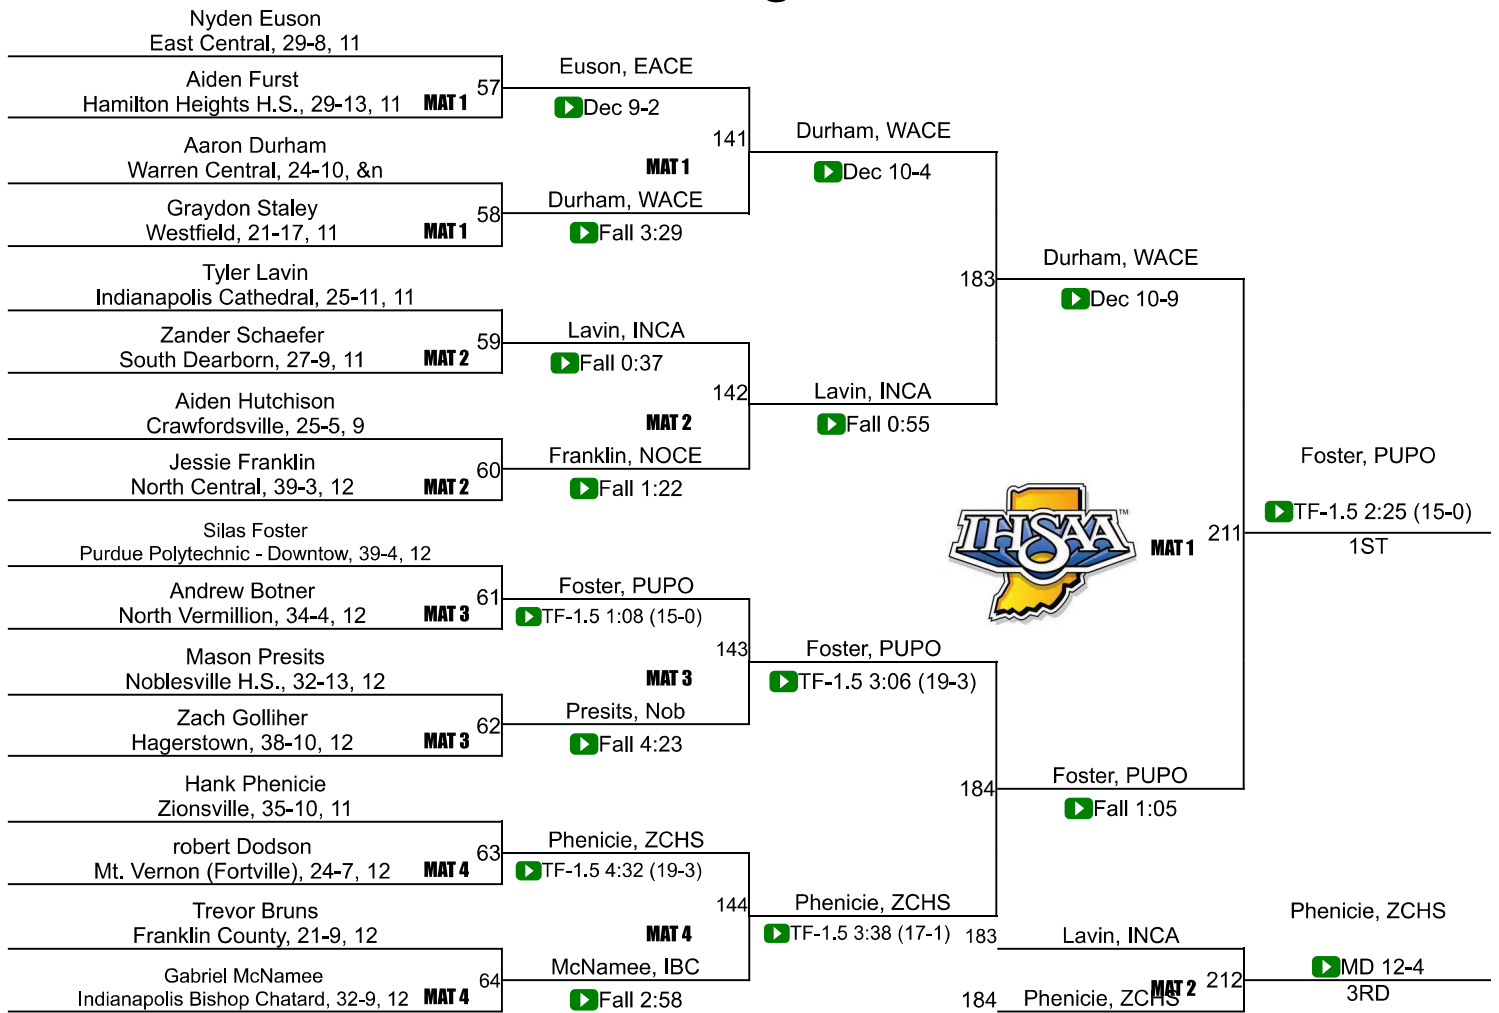 Nyden Euson
East Central, 29-8, 11
57
Aiden Furst
Hamilton Heights H.S., 29-13, 11
MAT 1
Aaron Durham
Warren Central, 24-10, &n
58
Graydon Staley
Westfield, 21-17, 11
MAT 1
Tyler Lavin
Indianapolis Cathedral, 25-11, 11
59
Zander Schaefer
South Dearborn, 27-9, 11
MAT 2
Aiden Hutchison
Crawfordsville, 25-5, 9
60
Jessie Franklin
North Central, 39-3, 12
MAT 2
Silas Foster
Purdue Polytechnic - Downtow, 39-4, 12
61
Andrew Botner
North Vermillion, 34-4, 12
MAT 3
Mason Presits
Noblesville H.S., 32-13, 12
62
Zach Golliher
Hagerstown, 38-10, 12
MAT 3
Hank Phenicie
Zionsville, 35-10, 11
63
robert Dodson
Mt. Vernon (Fortville), 24-7, 12
MAT 4
Trevor Bruns
Franklin County, 21-9, 12
64
Gabriel McNamee
Indianapolis Bishop Chatard, 32-9, 12
MAT 4
Euson, EACE
Dec 9-2
141
MAT 1
Durham, WACE
Fall 3:29
Lavin, INCA
Fall 0:37
142
MAT 2
Franklin, NOCE
Fall 1:22
Foster, PUPO
TF-1.5 1:08 (15-0)
143
MAT 3
Presits, Nob
Fall 4:23
Phenicie, ZCHS
TF-1.5 4:32 (19-3)
144
MAT 4
McNamee, IBC
Fall 2:58
Durham, WACE
Dec 10-4
183
Lavin, INCA
Fall 0:55
Foster, PUPO
TF-1.5 3:06 (19-3)
184
Phenicie, ZCHS
TF-1.5 3:38 (17-1)
Durham, WACE
Dec 10-9
IHSAA
TM
MAT 1
211
Foster, PUPO
Fall 1:05
Foster, PUPO
TF-1.5 2:25 (15-0)
1ST
183
Lavin, INCA
MAT 2
212
184
Phenicie, ZCHS
Phenicie, ZCHS
MD 12-4
3RD